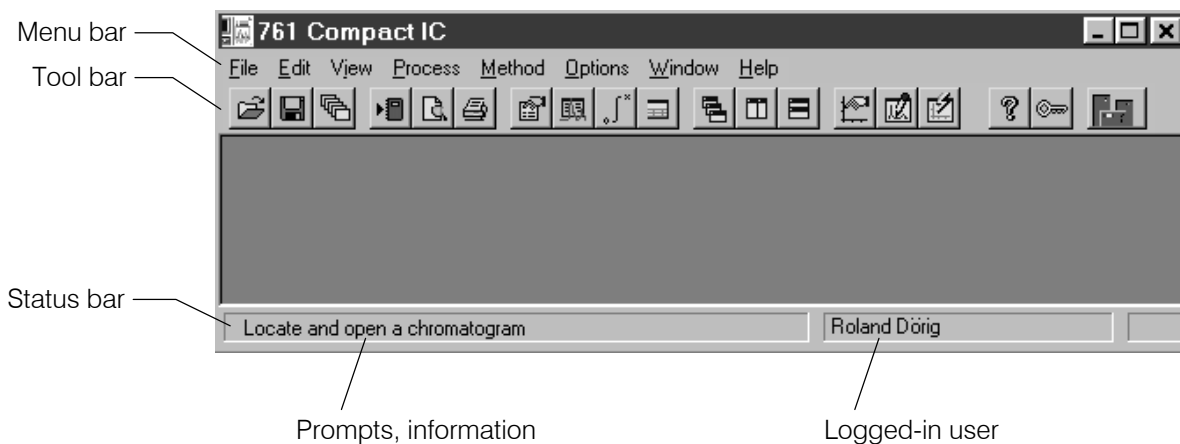 761 Compact IC
Menu bar
File Edit View Process Method Options Window Help
Tool bar
Status bar
Locate and open a chromatogram
Roland Dörig
Prompts, information
Logged-in user